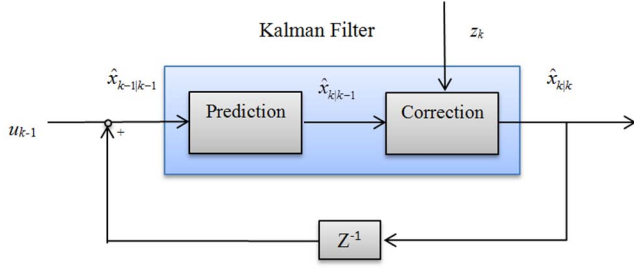 Kalman Filter
z_k
x̂_{k-1|k-1}
x̂_{k|k-1}
x̂_{k|k}
Prediction
Correction
u_{k-1}
+
Z^{-1}